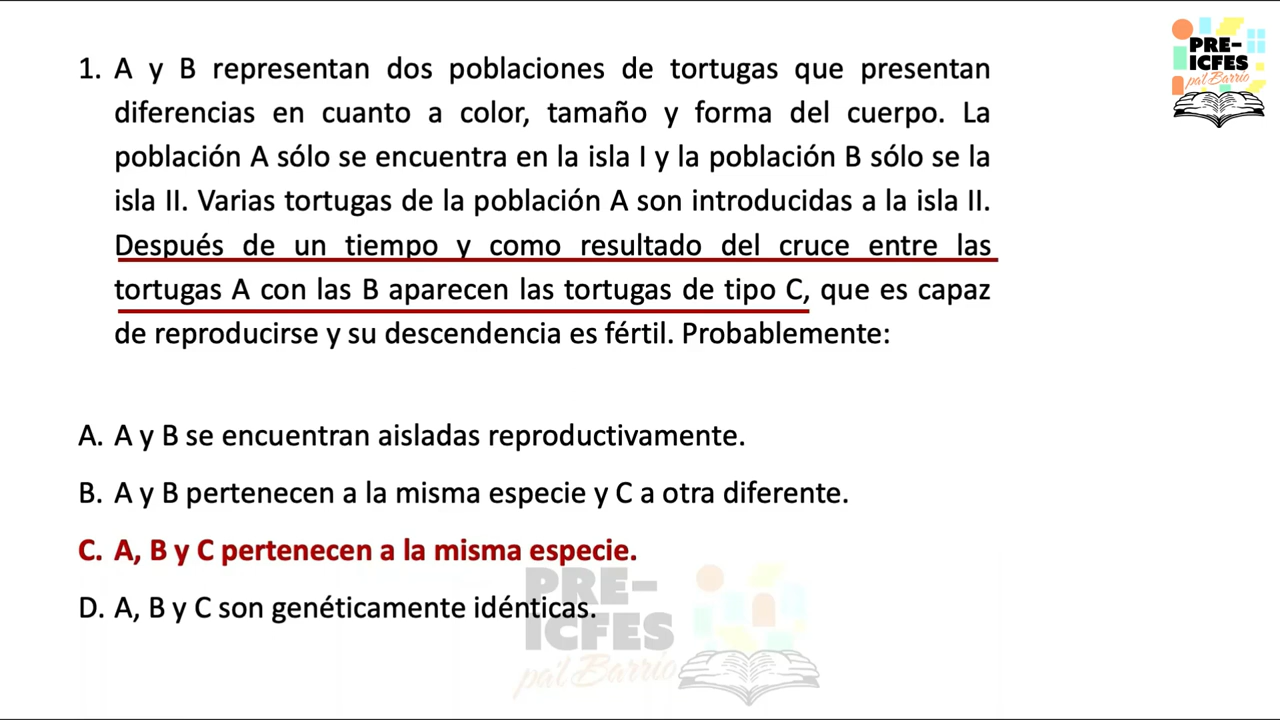 PRE-
ICFES
pa'l Barrio
1. A y B representan dos poblaciones de tortugas que presentan
diferencias en cuanto a color, tamaño y forma del cuerpo. La
población A sólo se encuentra en la isla I y la población B sólo se la
isla II. Varias tortugas de la población A son introducidas a la isla II.
Después de un tiempo y como resultado del cruce entre las
tortugas A con las B aparecen las tortugas de tipo C, que es capaz
de reproducirse y su descendencia es fértil. Probablemente:
A. A y B se encuentran aisladas reproductivamente.
B. A y B pertenecen a la misma especie y C a otra diferente.
C. A, B y C pertenecen a la misma especie.
D. A, B y C son genéticamente idénticas.
PRE-
ICFES
pa'l Barrio